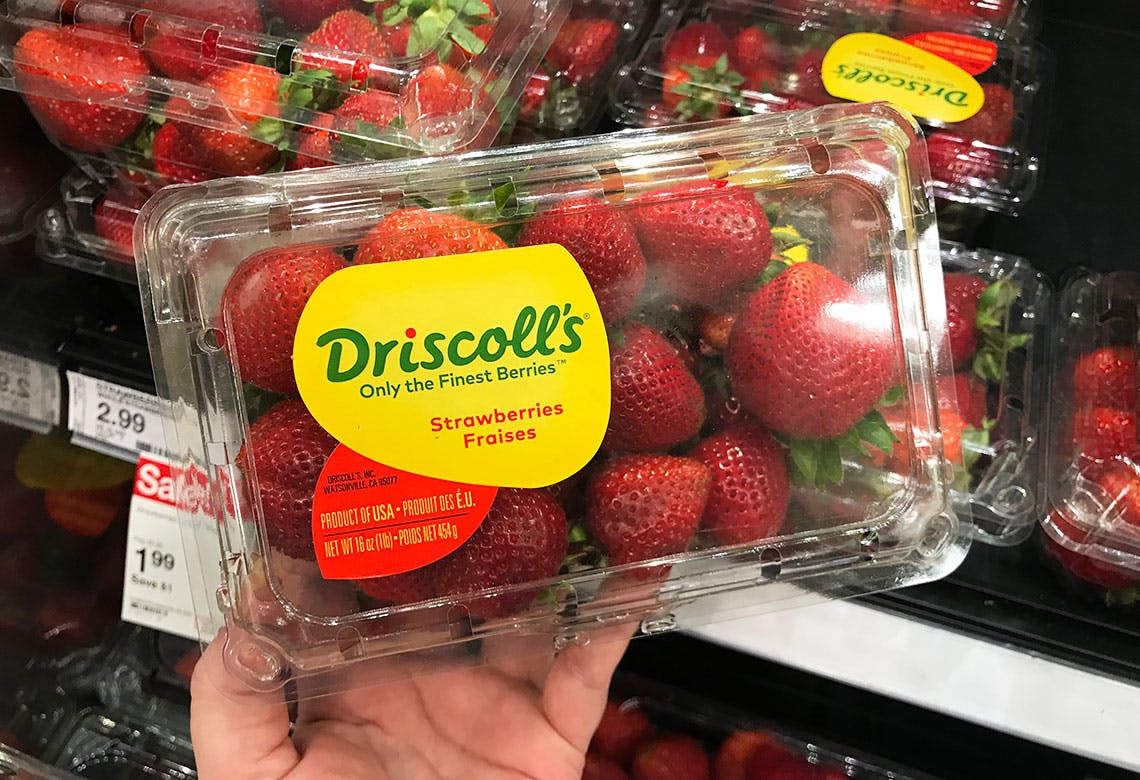 Driscoll's®
Only the Finest Berries™
Strawberries
Fraises
DRISCOLL'S, INC.
WATSONVILLE, CA 95077
PRODUCT OF USA • PRODUIT DES É.U.
NET WT 16 oz (1lb) • POIDS NET 454g
Driscoll's
2.99
Sale
1.99
Save $1